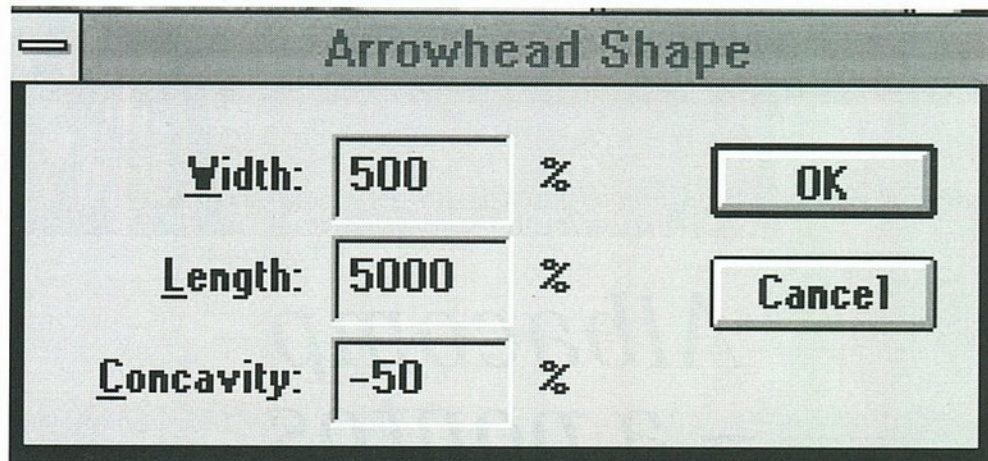 Arrowhead Shape
Width: 500 %
OK
Length: 5000 %
Cancel
Concavity: -50 %